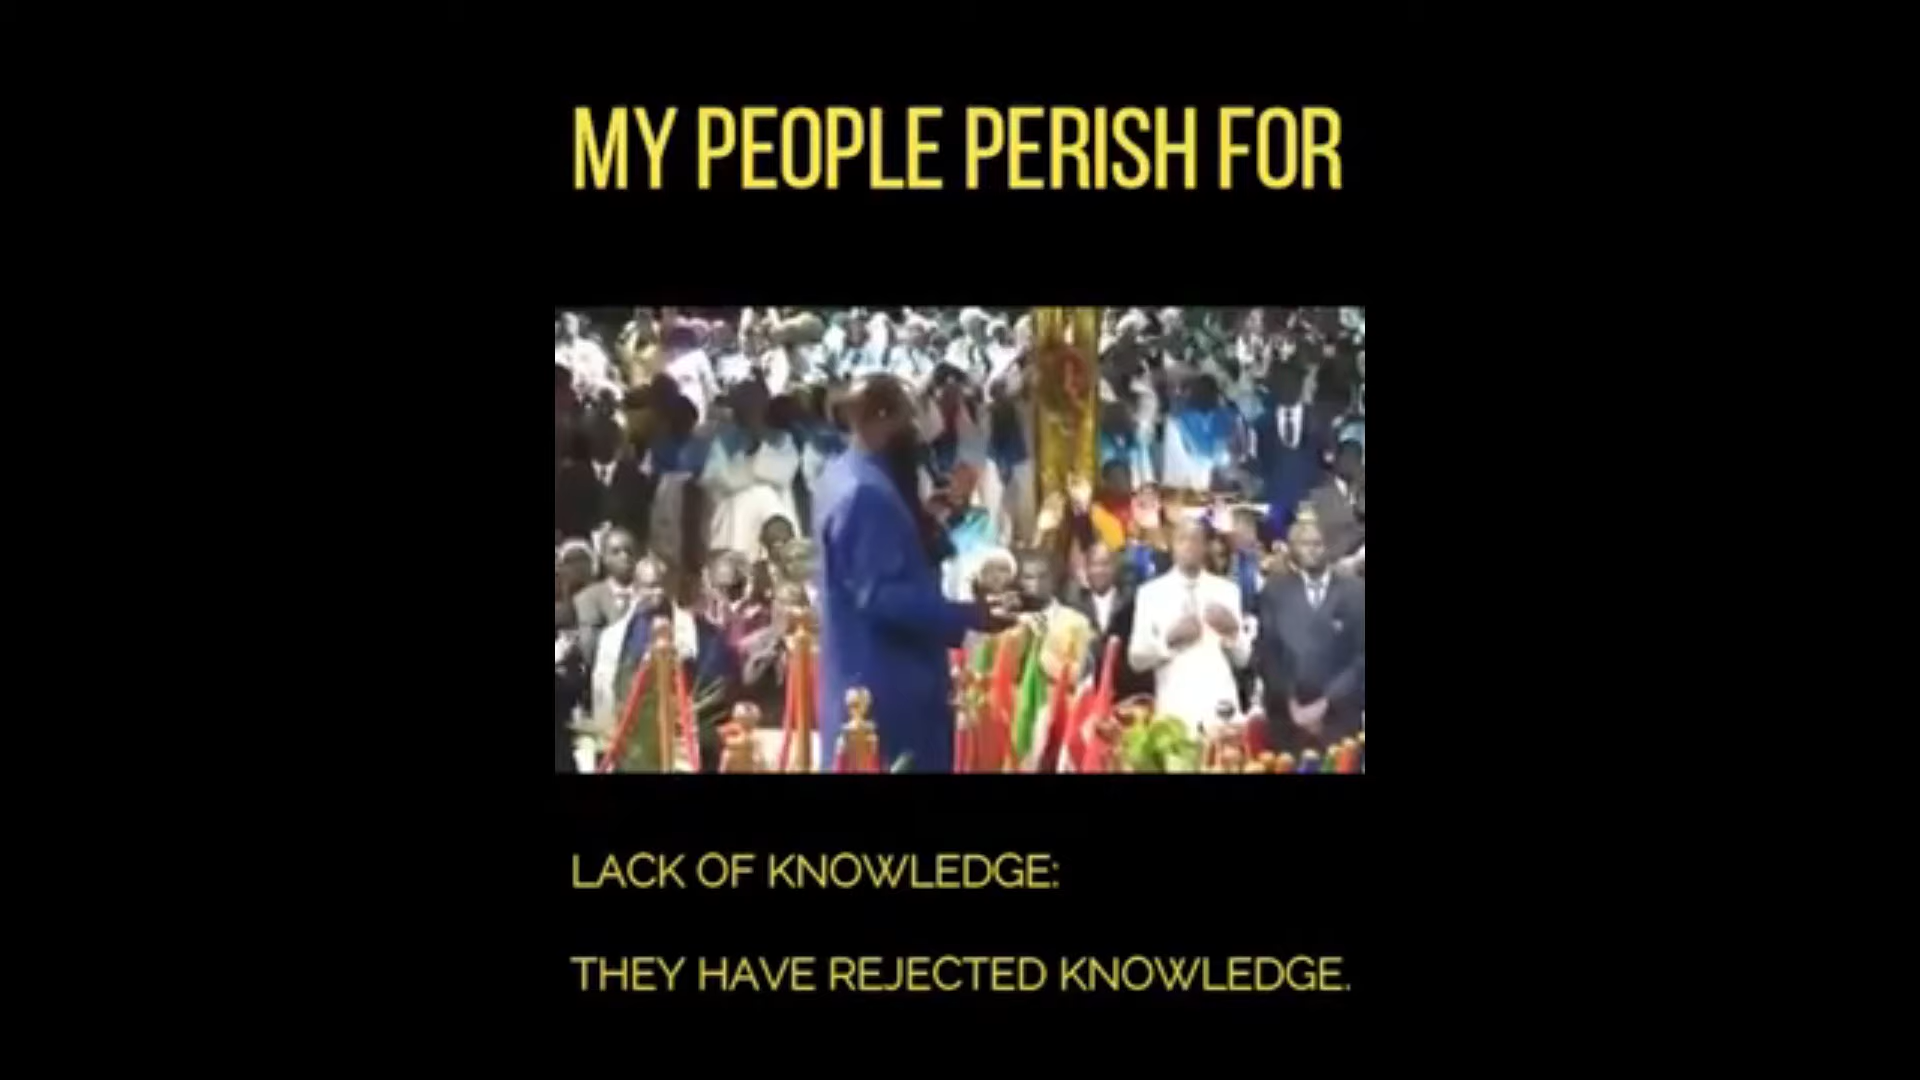 MY PEOPLE PERISH FOR
LACK OF KNOWLEDGE:
THEY HAVE REJECTED KNOWLEDGE.